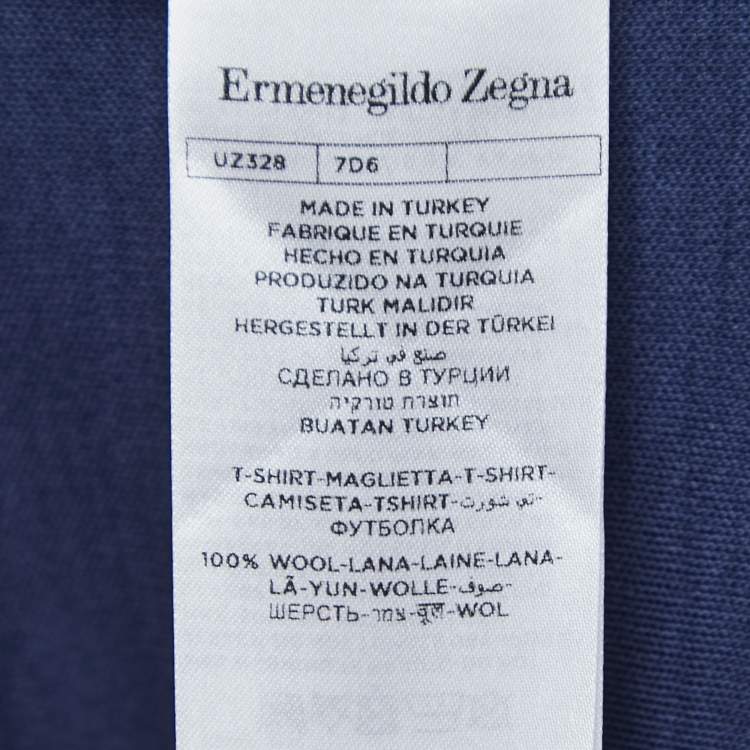 Ermenegildo Zegna
UZ328 7D6
MADE IN TURKEY
FABRIQUE EN TURQUIE
HECHO EN TURQUIA
PRODUZIDO NA TURQUIA
TURK MALIDIR
HERGESTELLT IN DER TÜRKEI
صنع في تركيا
СДЕЛАНО В ТУРЦИИ
תוצרת טורקיה
BUATAN TURKEY
T-SHIRT-MAGLIETTA-T-SHIRT-
CAMISETA-TSHIRT-تي شورت-
ФУТБОЛКА
100% WOOL-LANA-LAINE-LANA-
LÃ-YUN-WOLLE-صوف-
ШЕРСТЬ-צמר-वूल-WOL